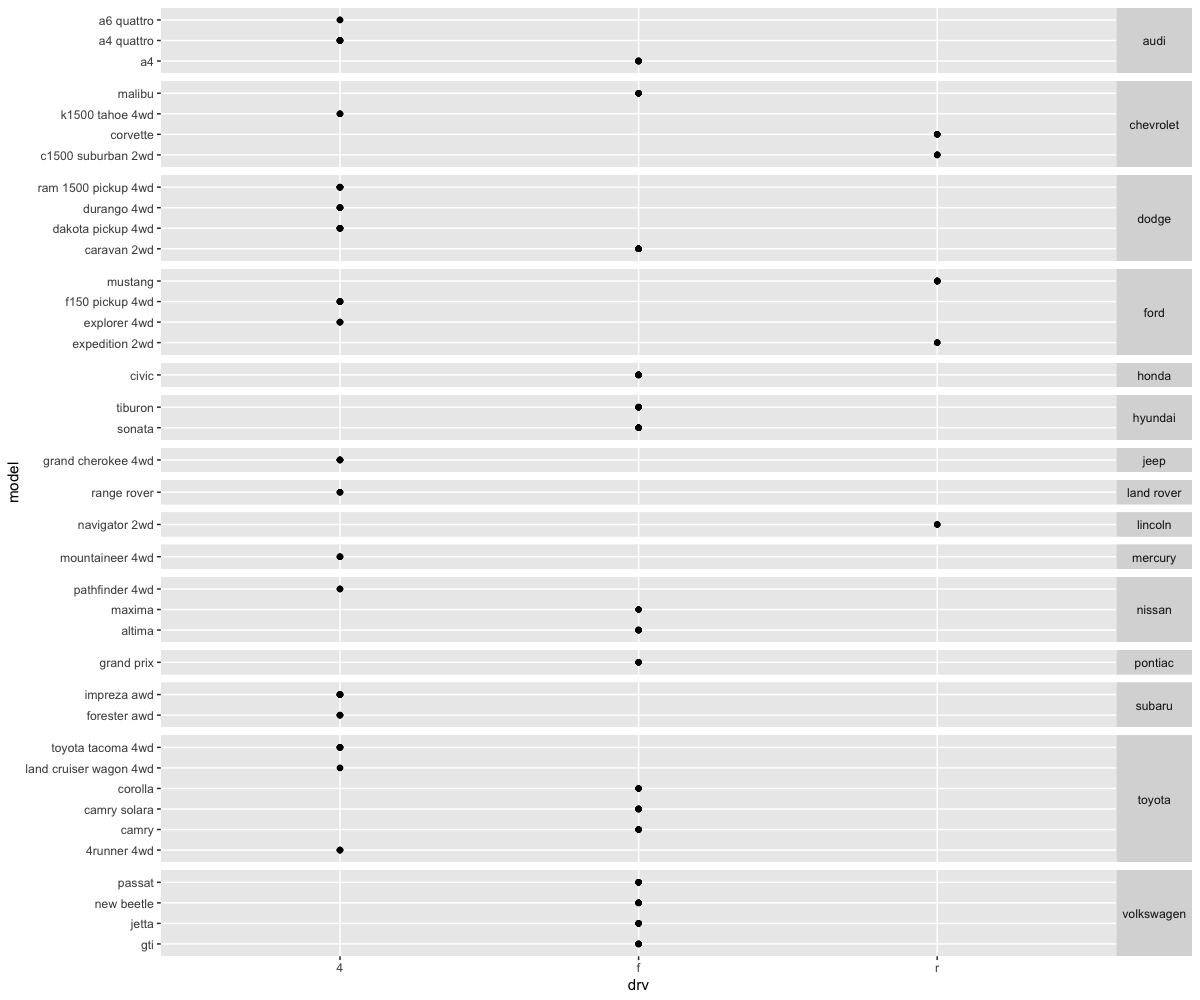 a6 quattro
a4 quattro
a4
audi
malibu
k1500 tahoe 4wd
corvette
c1500 suburban 2wd
chevrolet
ram 1500 pickup 4wd
durango 4wd
dakota pickup 4wd
caravan 2wd
dodge
mustang
f150 pickup 4wd
explorer 4wd
expedition 2wd
ford
civic
honda
tiburon
sonata
hyundai
grand cherokee 4wd
jeep
range rover
land rover
navigator 2wd
lincoln
mountaineer 4wd
mercury
pathfinder 4wd
maxima
altima
nissan
grand prix
pontiac
impreza awd
forester awd
subaru
toyota tacoma 4wd
land cruiser wagon 4wd
corolla
camry solara
camry
4runner 4wd
toyota
passat
new beetle
jetta
gti
volkswagen
model
4 f r
drv